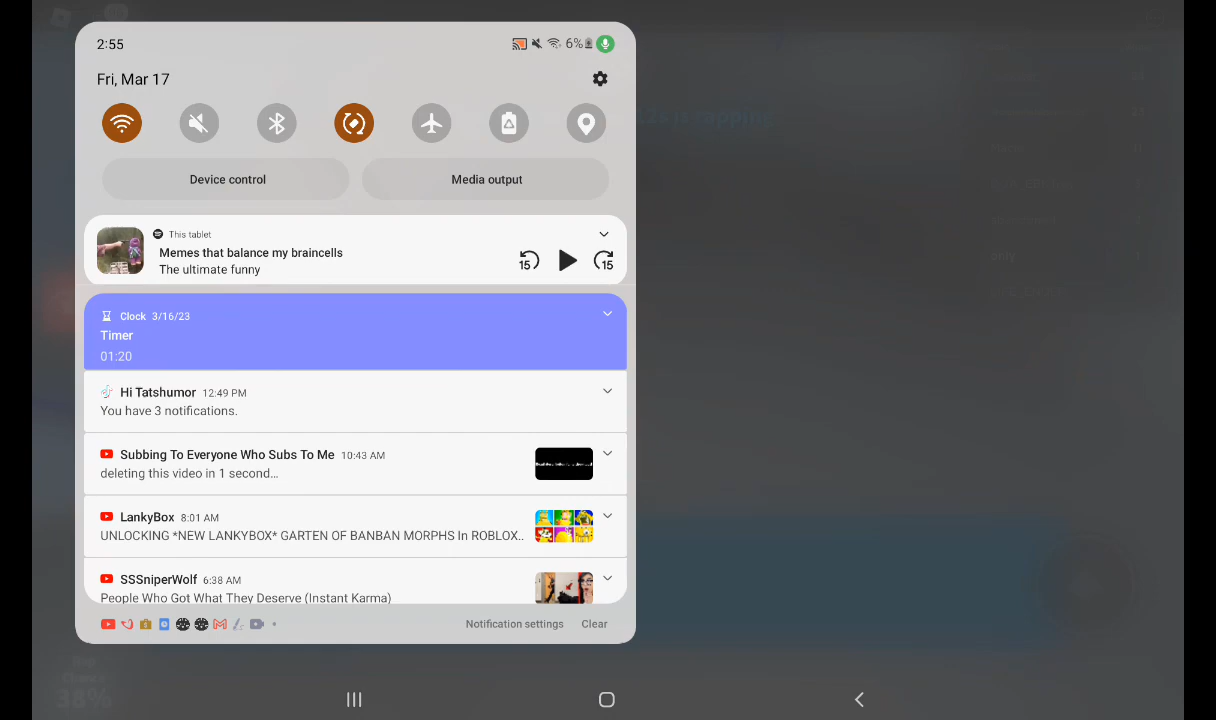 2:55
6%
Fri, Mar 17
Device control
Media output
This tablet
Memes that balance my braincells
The ultimate funny
15
15
Clock 3/16/23
Timer
01:20
Hi Tatshumor 12:49 PM
You have 3 notifications.
Subbing To Everyone Who Subs To Me 10:43 AM
deleting this video in 1 second...
LankyBox 8:01 AM
UNLOCKING *NEW LANKYBOX* GARTEN OF BANBAN MORPHS In ROBLOX..
SSSniperWolf 6:38 AM
People Who Got What They Deserve (Instant Karma)
Notification settings
Clear
38%